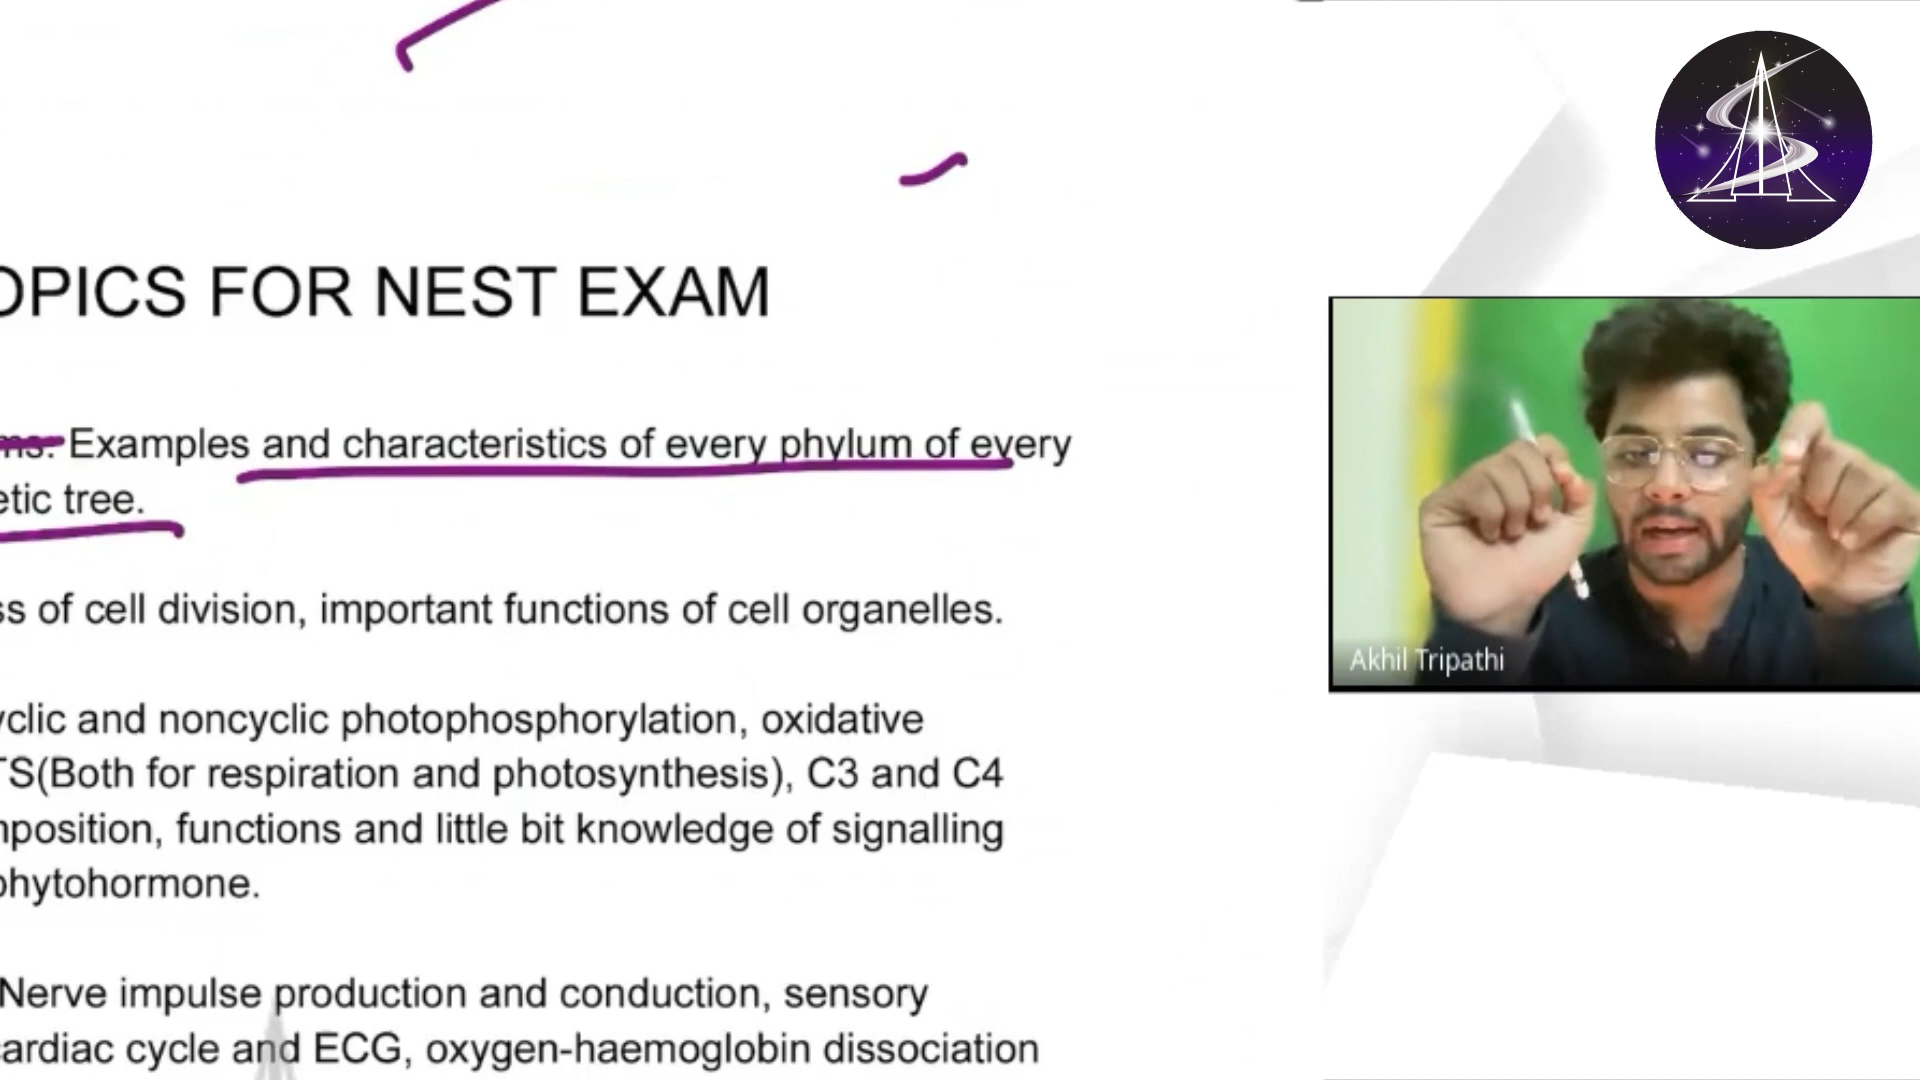 OPICS FOR NEST EXAM
ms: Examples and characteristics of every phylum of every
etic tree.
ss of cell division, important functions of cell organelles.
yclic and noncyclic photophosphorylation, oxidative
TS(Both for respiration and photosynthesis), C3 and C4
mposition, functions and little bit knowledge of signalling
phytohormone.
Nerve impulse production and conduction, sensory
cardiac cycle and ECG, oxygen-haemoglobin dissociation
Akhil Tripathi